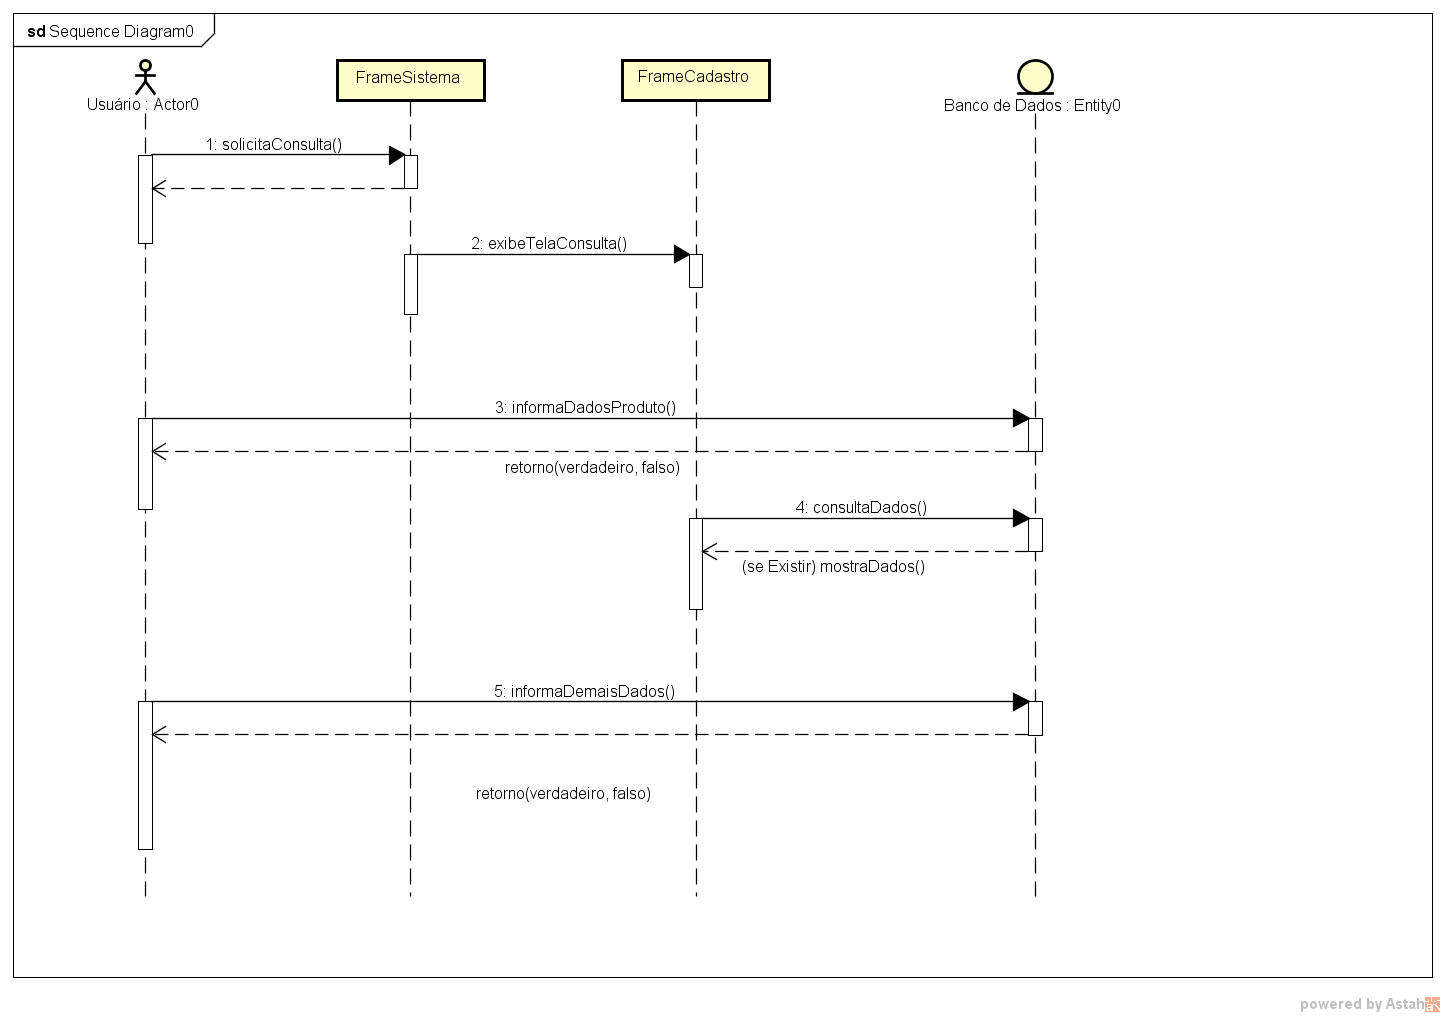 sd Sequence Diagram0
FrameSistema
FrameCadastro
Usuário : Actor0
Banco de Dados : Entity0
1: solicitaConsulta()
2: exibeTelaConsulta()
3: informaDadosProduto()
retorno(verdadeiro, falso)
4: consultaDados()
(se Existir) mostraDados()
5: informaDemaisDados()
retorno(verdadeiro, falso)
powered by Astah